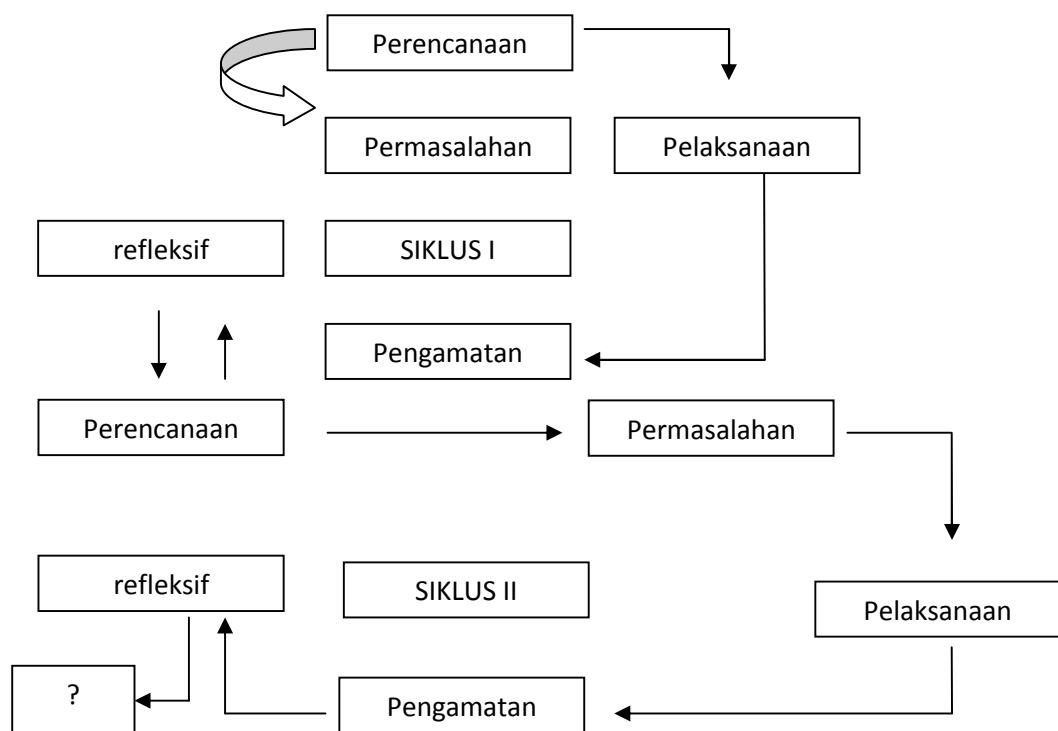 Perencanaan
Permasalahan
Pelaksanaan
refleksif
SIKLUS I
Pengamatan
Perencanaan
Permasalahan
refleksif
SIKLUS II
Pelaksanaan
?
Pengamatan